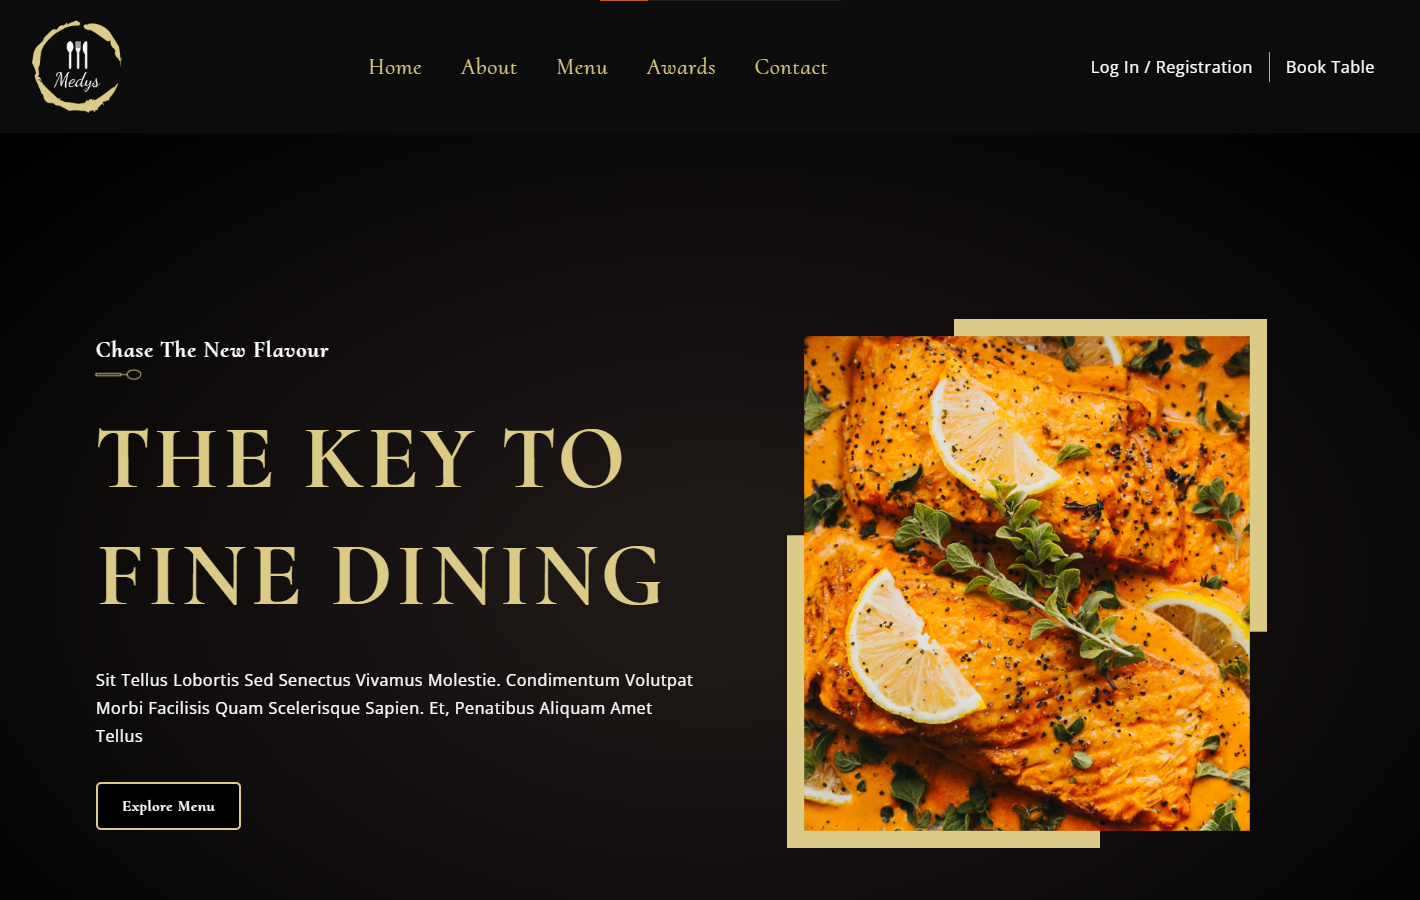 Medys
Home
About
Menu
Awards
Contact
Log In / Registration
Book Table
Chase The New Flavour
THE KEY TO
FINE DINING
Sit Tellus Lobortis Sed Senectus Vivamus Molestie. Condimentum Volutpat
Morbi Facilisis Quam Scelerisque Sapien. Et, Penatibus Aliquam Amet
Tellus
Explore Menu